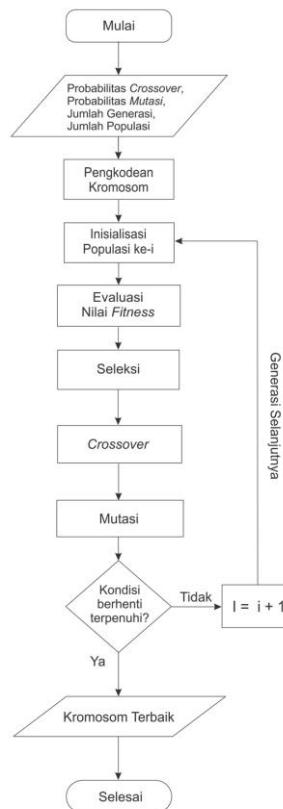 Mulai
Probabilitas Crossover,
Probabilitas Mutasi,
Jumlah Generasi,
Jumlah Populasi
Pengkodean
Kromosom
Inisialisasi
Populasi ke-i
Evaluasi
Nilai Fitness
Seleksi
Crossover
Mutasi
Kondisi
berhenti
terpenuhi?
Tidak
I = i + 1
Generasi Selanjutnya
Ya
Kromosom Terbaik
Selesai